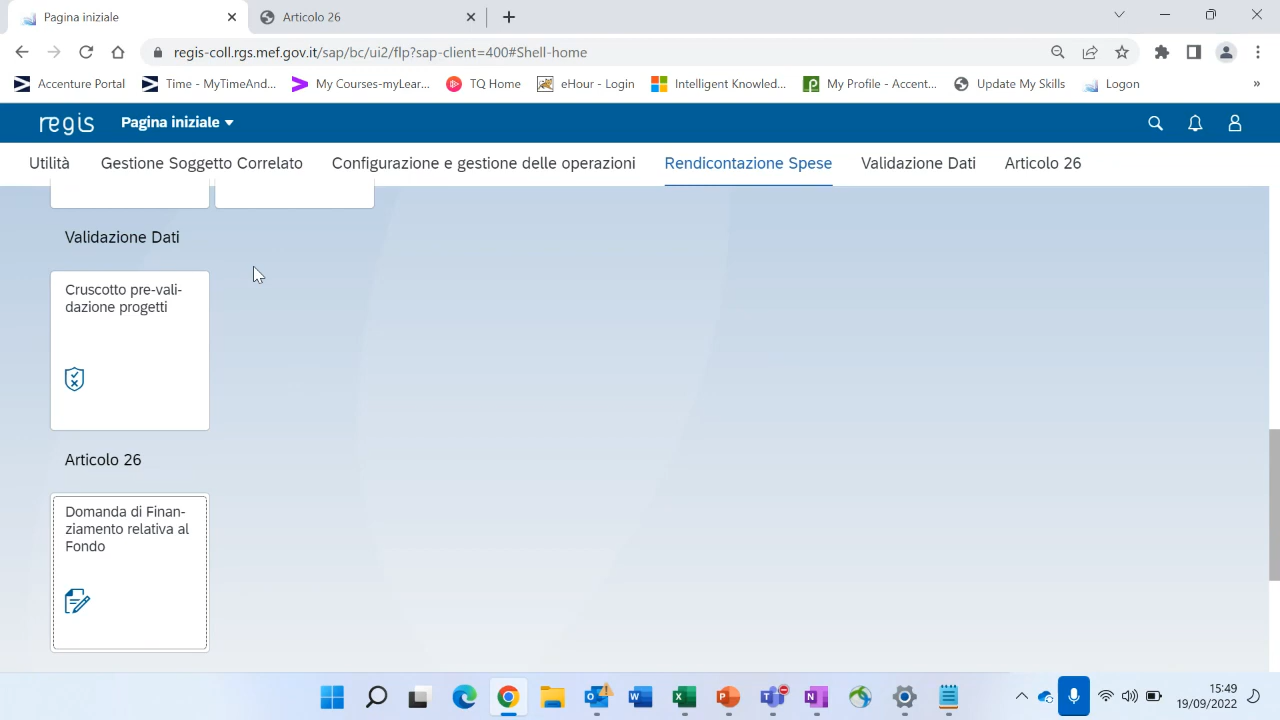 Pagina iniziale
Articolo 26
regis-coll.rgs.mef.gov.it/sap/bc/ui2/flp?sap-client=400#Shell-home
Accenture Portal
Time - MyTimeAnd...
My Courses-myLear...
TQ Home
eHour - Login
Intelligent Knowled...
My Profile - Accent...
Update My Skills
Logon
»
regis
Pagina iniziale
Utilità
Gestione Soggetto Correlato
Configurazione e gestione delle operazioni
Rendicontazione Spese
Validazione Dati
Articolo 26
Validazione Dati
Cruscotto pre-vali-
dazione progetti
Articolo 26
Domanda di Finan-
ziamento relativa al
Fondo
15:49
19/09/2022